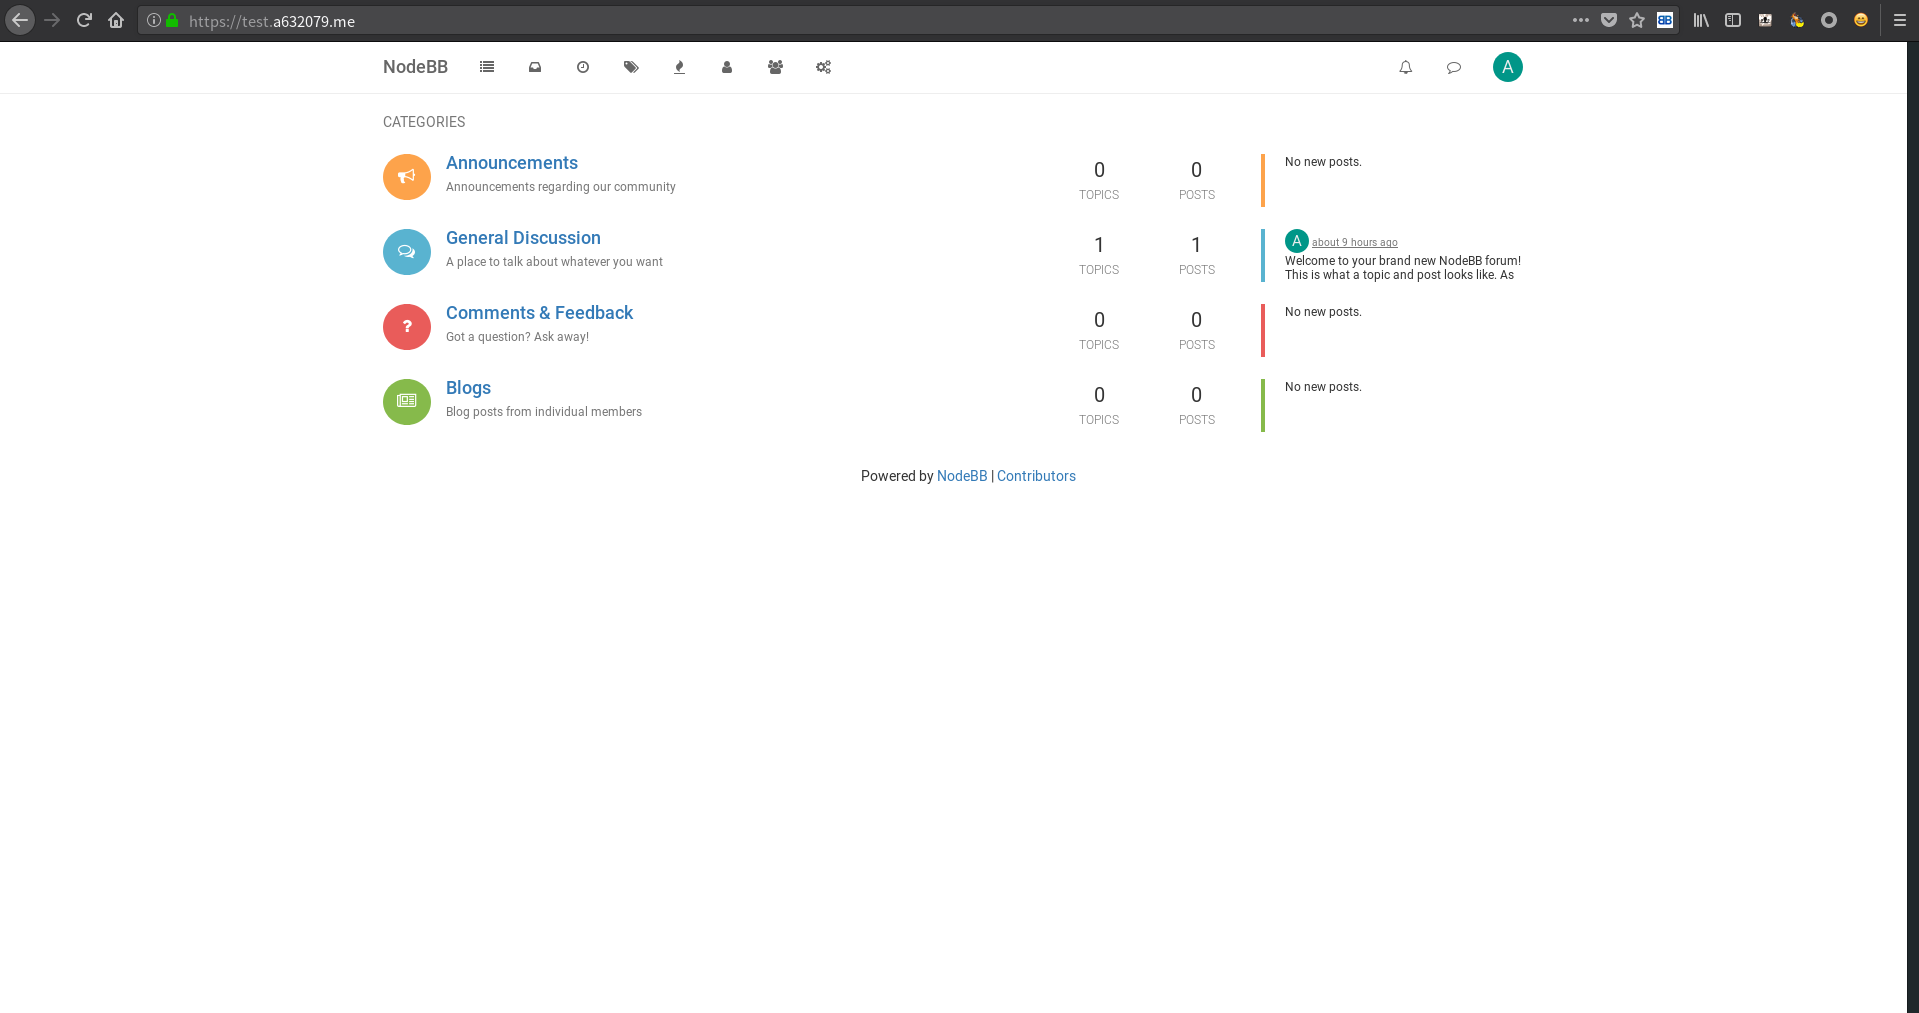 https://test.a632079.me
NodeBB
A
CATEGORIES
Announcements
Announcements regarding our community
0
TOPICS
0
POSTS
No new posts.
General Discussion
A place to talk about whatever you want
1
TOPICS
1
POSTS
A about 9 hours ago
Welcome to your brand new NodeBB forum!
This is what a topic and post looks like. As
Comments & Feedback
Got a question? Ask away!
0
TOPICS
0
POSTS
No new posts.
Blogs
Blog posts from individual members
0
TOPICS
0
POSTS
No new posts.
Powered by NodeBB | Contributors